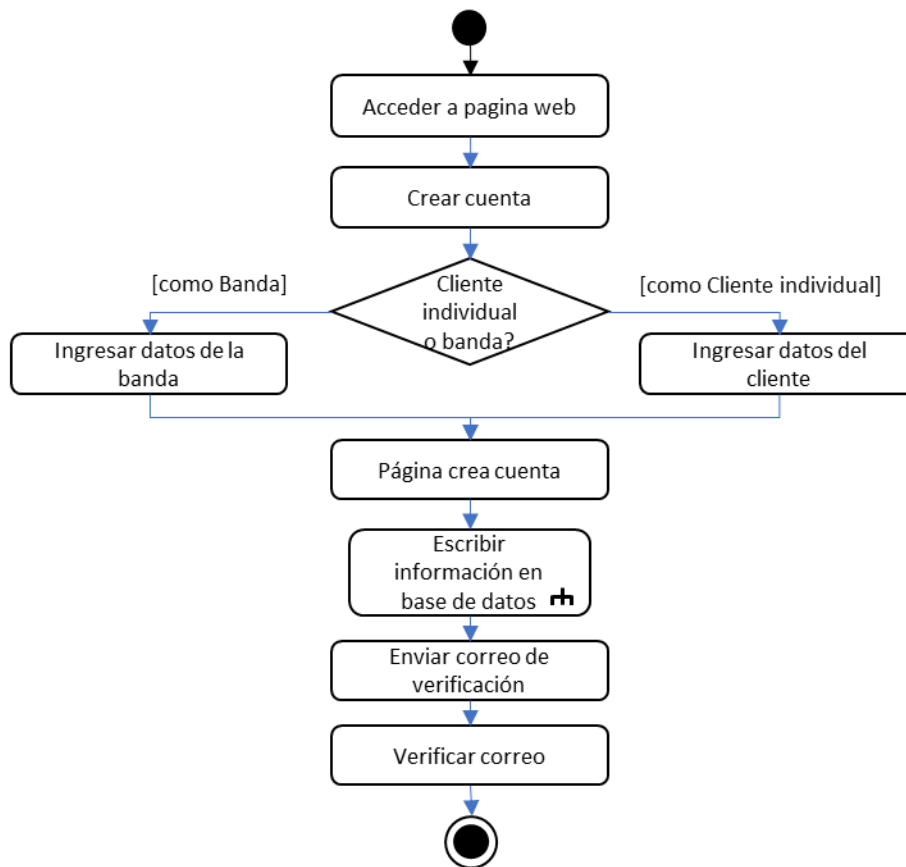 Acceder a pagina web
Crear cuenta
[como Banda]
Cliente
individual
o banda?
[como Cliente individual]
Ingresar datos de la
banda
Ingresar datos del
cliente
Página crea cuenta
Escribir
información en
base de datos
Enviar correo de
verificación
Verificar correo